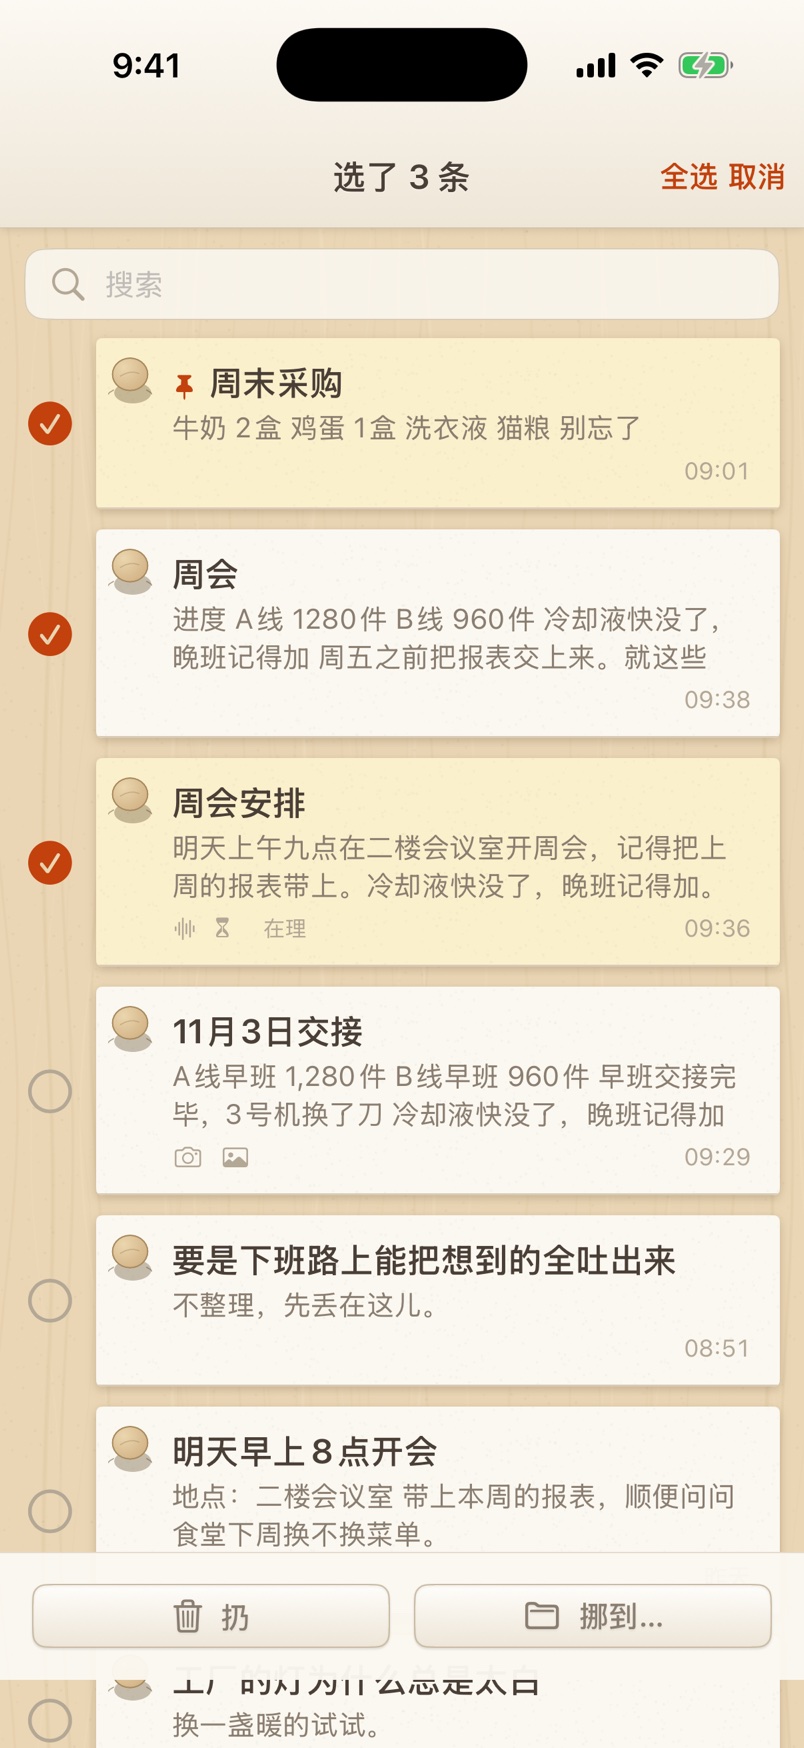 9:41
选了 3 条
全选 取消
搜索
周末采购
牛奶 2盒 鸡蛋 1盒 洗衣液 猫粮 别忘了
09:01
周会
进度 A线 1280件 B线 960件 冷却液快没了，
晚班记得加 周五之前把报表交上来。就这些
09:38
周会安排
明天上午九点在二楼会议室开周会，记得把上
周的报表带上。冷却液快没了，晚班记得加。
在理
09:36
11月3日交接
A线早班 1,280件 B线早班 960件 早班交接完
毕，3号机换了刀 冷却液快没了，晚班记得加
09:29
要是下班路上能把想到的全吐出来
不整理，先丢在这儿。
08:51
明天早上8点开会
地点：二楼会议室 带上本周的报表，顺便问问
食堂下周换不换菜单。
扔
挪到...
工厂的灯为什么总是太白
换一盏暖的试试。